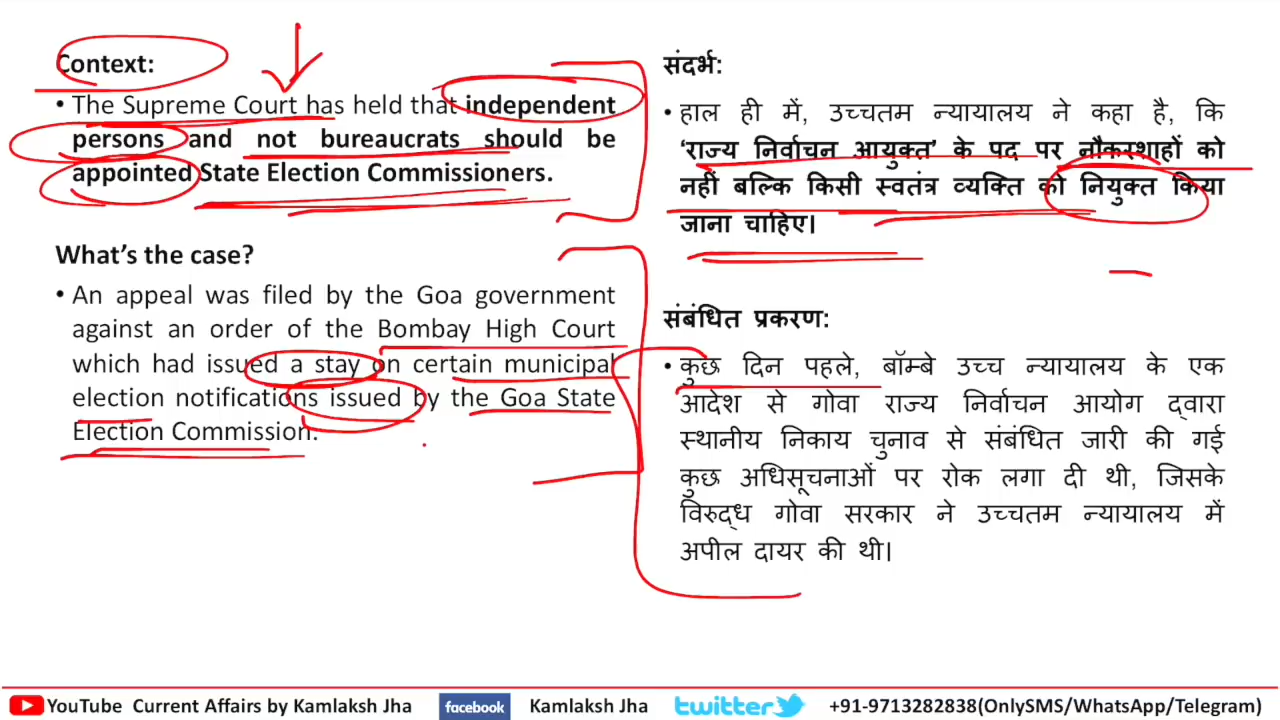 Context:
• The Supreme Court has held that independent
persons and not bureaucrats should be
appointed State Election Commissioners.
What's the case?
• An appeal was filed by the Goa government
against an order of the Bombay High Court
which had issued a stay on certain municipal
election notifications issued by the Goa State
Election Commission.
संदर्भ:
• हाल ही में, उच्चतम न्यायालय ने कहा है, कि
'राज्य निर्वाचन आयुक्त' के पद पर नौकरशाहों को
नहीं बल्कि किसी स्वतंत्र व्यक्ति को नियुक्त किया
जाना चाहिए।
संबंधित प्रकरण:
• कुछ दिन पहले, बॉम्बे उच्च न्यायालय के एक
आदेश से गोवा राज्य निर्वाचन आयोग द्वारा
स्थानीय निकाय चुनाव से संबंधित जारी की गई
कुछ अधिसूचनाओं पर रोक लगा दी थी, जिसके
विरुद्ध गोवा सरकार ने उच्चतम न्यायालय में
अपील दायर की थी।
YouTube Current Affairs by Kamlaksh Jha facebook Kamlaksh Jha twitter +91-9713282838(OnlySMS/WhatsApp/Telegram)